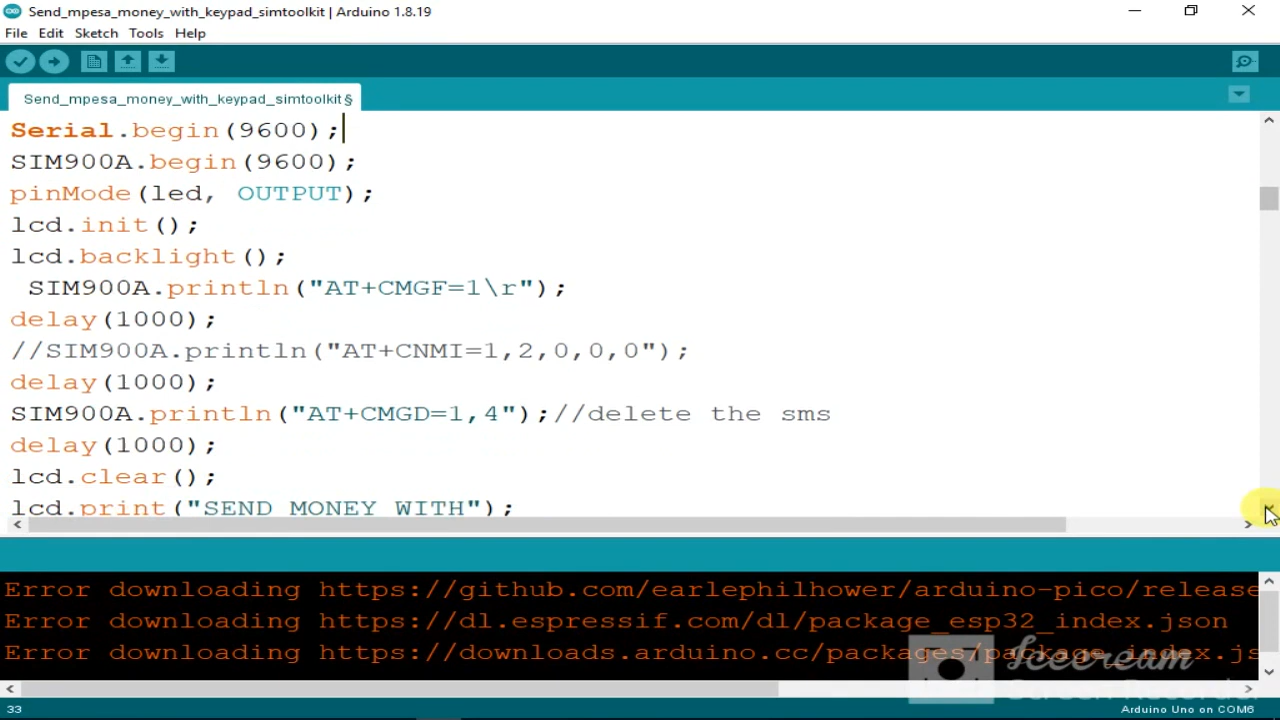 Send_mpesa_money_with_keypad_simtoolkit | Arduino 1.8.19
File Edit Sketch Tools Help
Send_mpesa_money_with_keypad_simtoolkit §
Serial.begin(9600);
SIM900A.begin(9600);
pinMode(led, OUTPUT);
lcd.init();
lcd.backlight();
SIM900A.println("AT+CMGF=1\r");
delay(1000);
//SIM900A.println("AT+CNMI=1,2,0,0,0");
delay(1000);
SIM900A.println("AT+CMGD=1,4");//delete the sms
delay(1000);
lcd.clear();
lcd.print("SEND MONEY WITH");
Error downloading https://github.com/earlephilhower/arduino-pico/release
Error downloading https://dl.espressif.com/dl/package_esp32_index.json
Error downloading https://downloads.arduino.cc/packages/package_index.js
Icecream
Screen Recorder
33
Arduino Uno on COM6